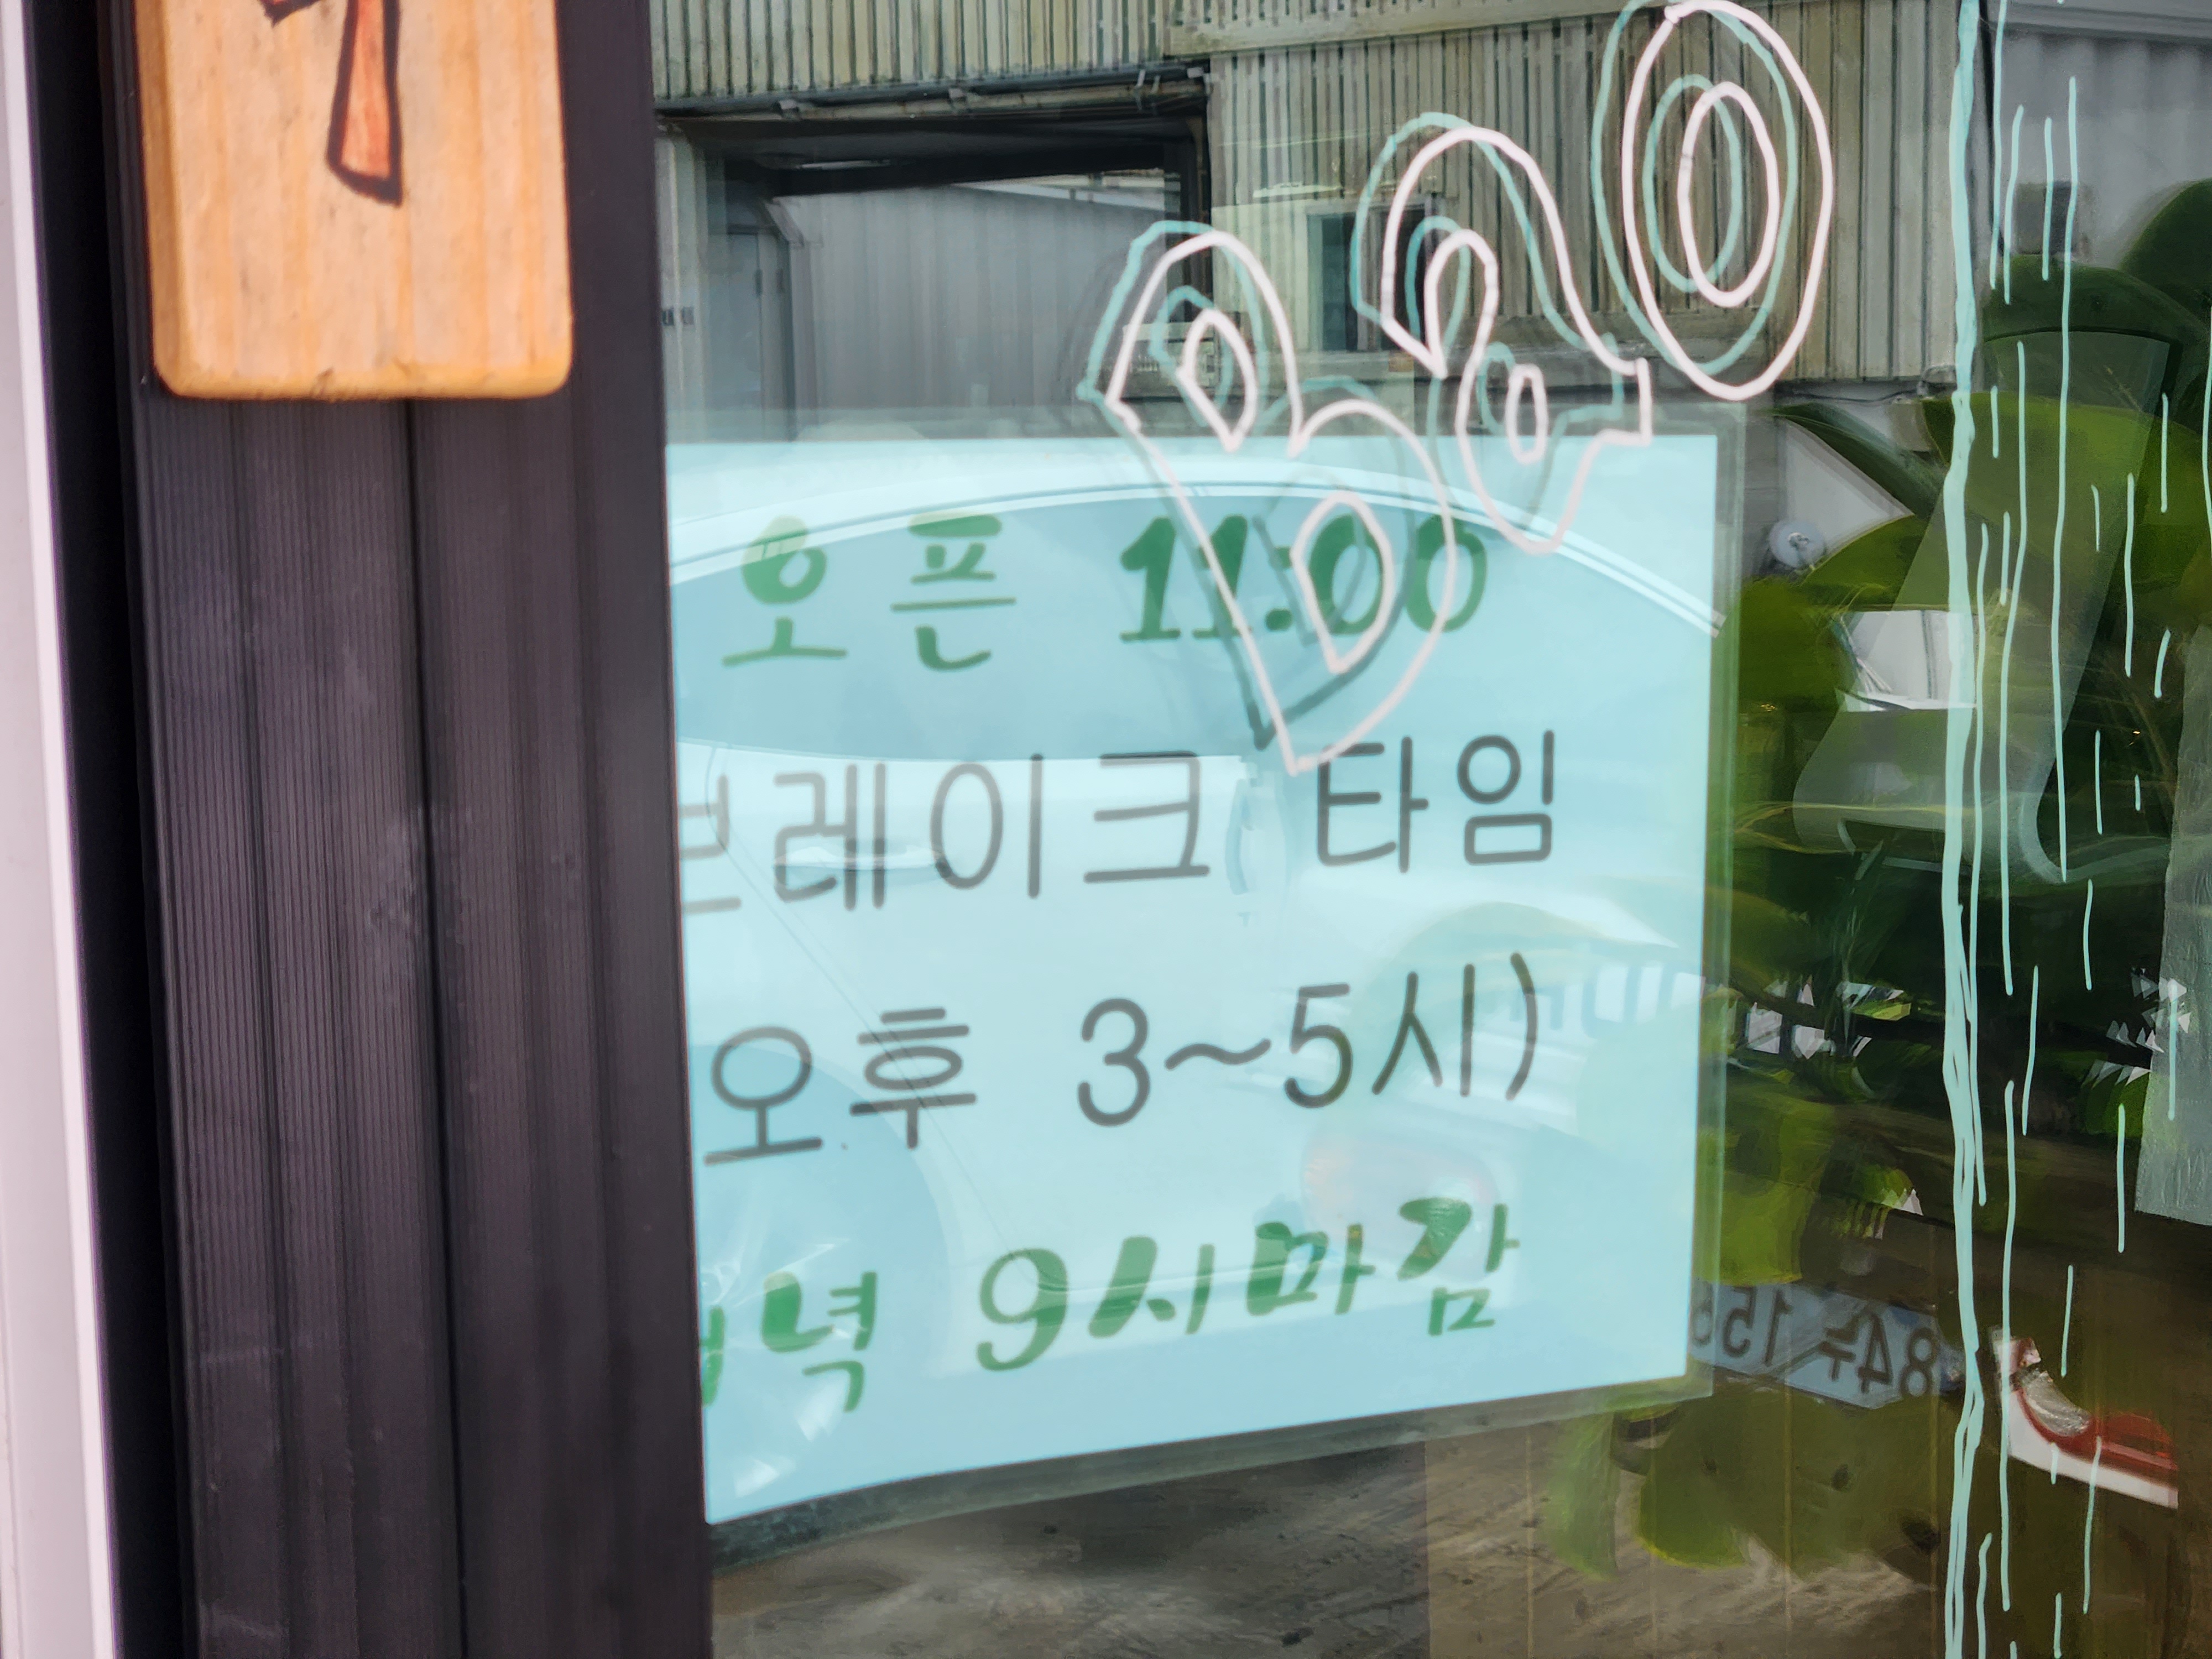 오픈 11:00
브레이크 타임
오후 3~5시)
저녁 9시마감